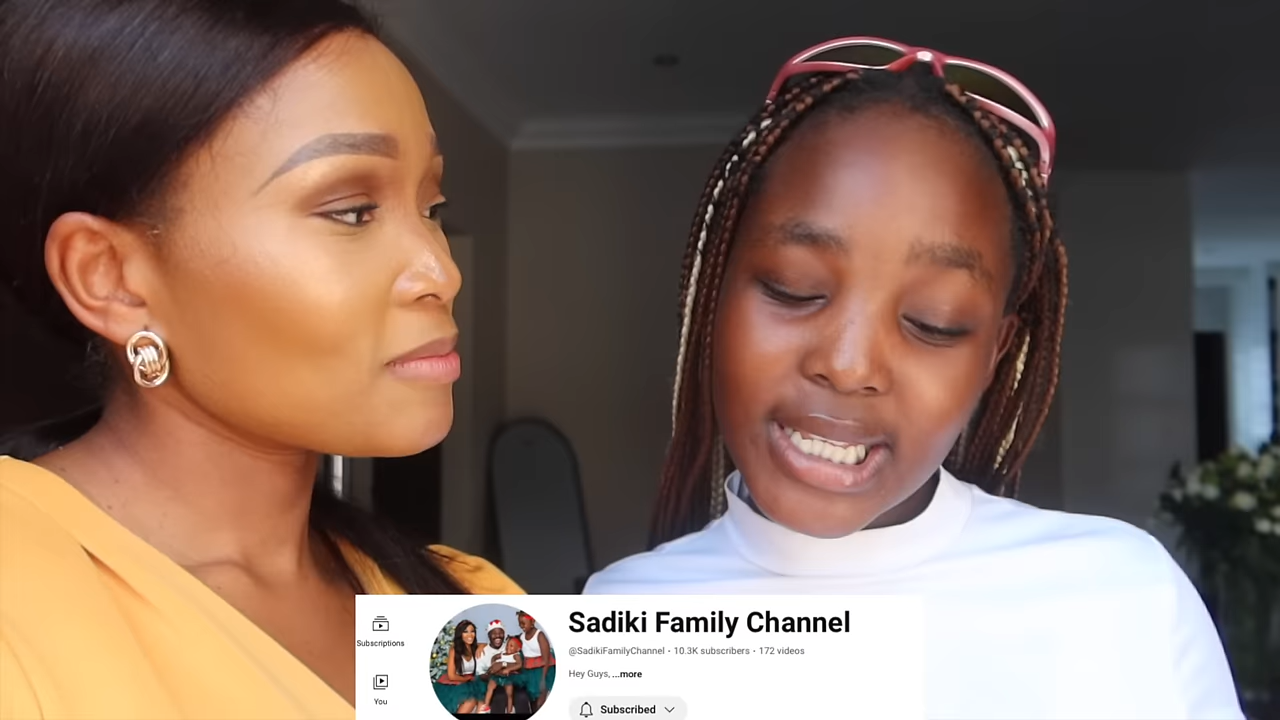 Subscriptions
You
Sadiki Family Channel
@SadikiFamilyChannel • 10.3K subscribers • 172 videos
Hey Guys, ...more
Subscribed